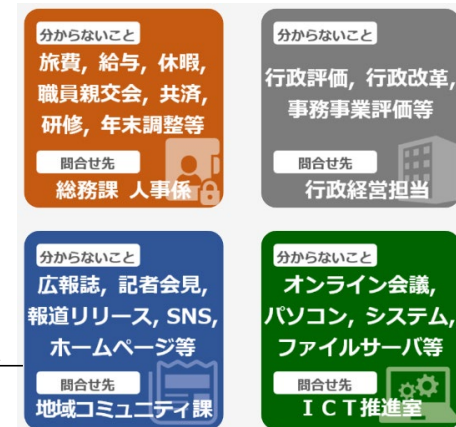 分からないこと
旅費, 給与, 休暇,
職員親交会, 共済,
研修, 年末調整等
問合せ先
総務課 人事係
分からないこと
行政評価, 行政改革,
事務事業評価等
問合せ先
行政経営担当
分からないこと
広報誌, 記者会見,
報道リリース, SNS,
ホームページ等
問合せ先
地域コミュニティ課
分からないこと
オンライン会議,
パソコン, システム,
ファイルサーバ等
問合せ先
ICT推進室